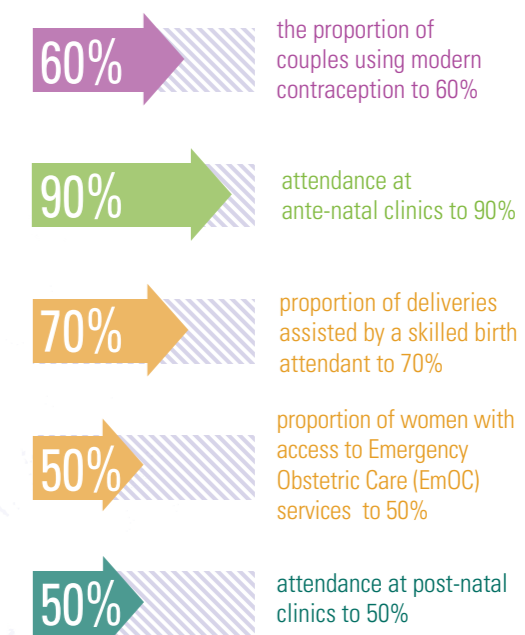 60%
the proportion of
couples using modern
contraception to 60%
90%
attendance at
ante-natal clinics to 90%
70%
proportion of deliveries
assisted by a skilled birth
attendant to 70%
50%
proportion of women with
access to Emergency
Obstetric Care (EmOC)
services to 50%
50%
attendance at post-natal
clinics to 50%